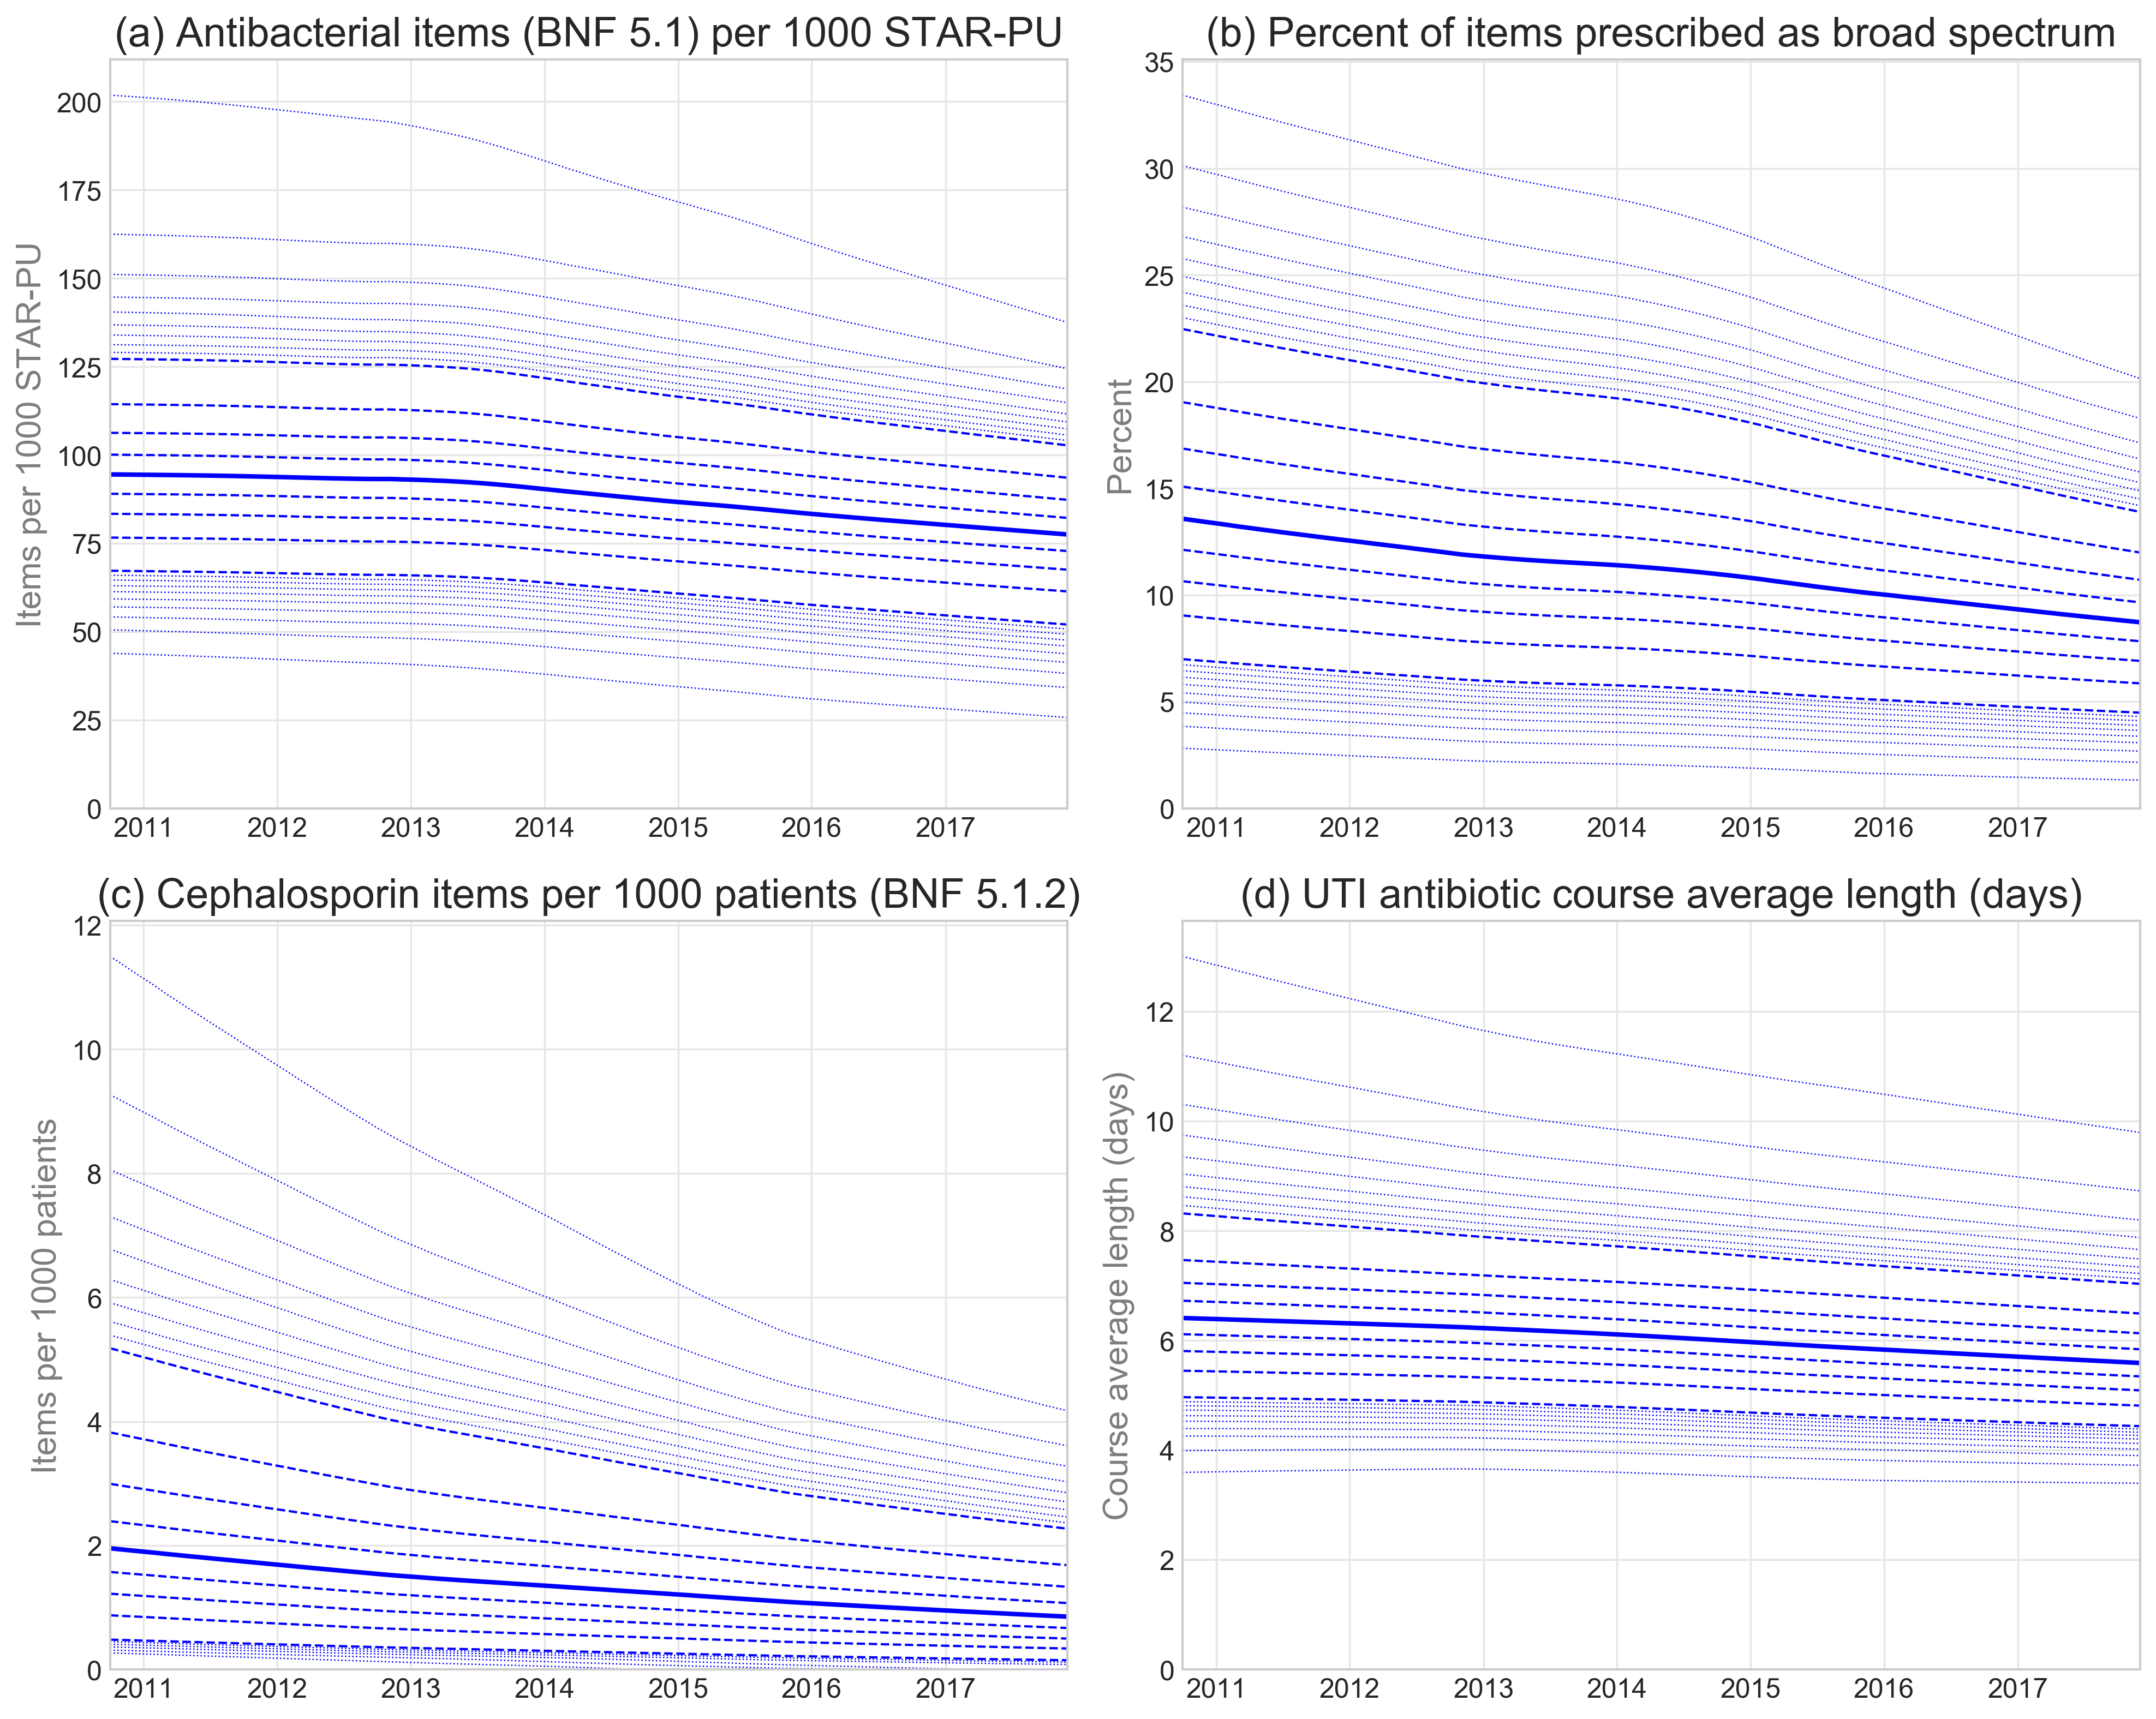 (a) Antibacterial items (BNF 5.1) per 1000 STAR-PU
Items per 1000 STAR-PU
200
175
150
125
100
75
50
25
0
2011 2012 2013 2014 2015 2016 2017
(b) Percent of items prescribed as broad spectrum
Percent
35
30
25
20
15
10
5
0
2011 2012 2013 2014 2015 2016 2017
(c) Cephalosporin items per 1000 patients (BNF 5.1.2)
Items per 1000 patients
12
10
8
6
4
2
0
2011 2012 2013 2014 2015 2016 2017
(d) UTI antibiotic course average length (days)
Course average length (days)
12
10
8
6
4
2
0
2011 2012 2013 2014 2015 2016 2017